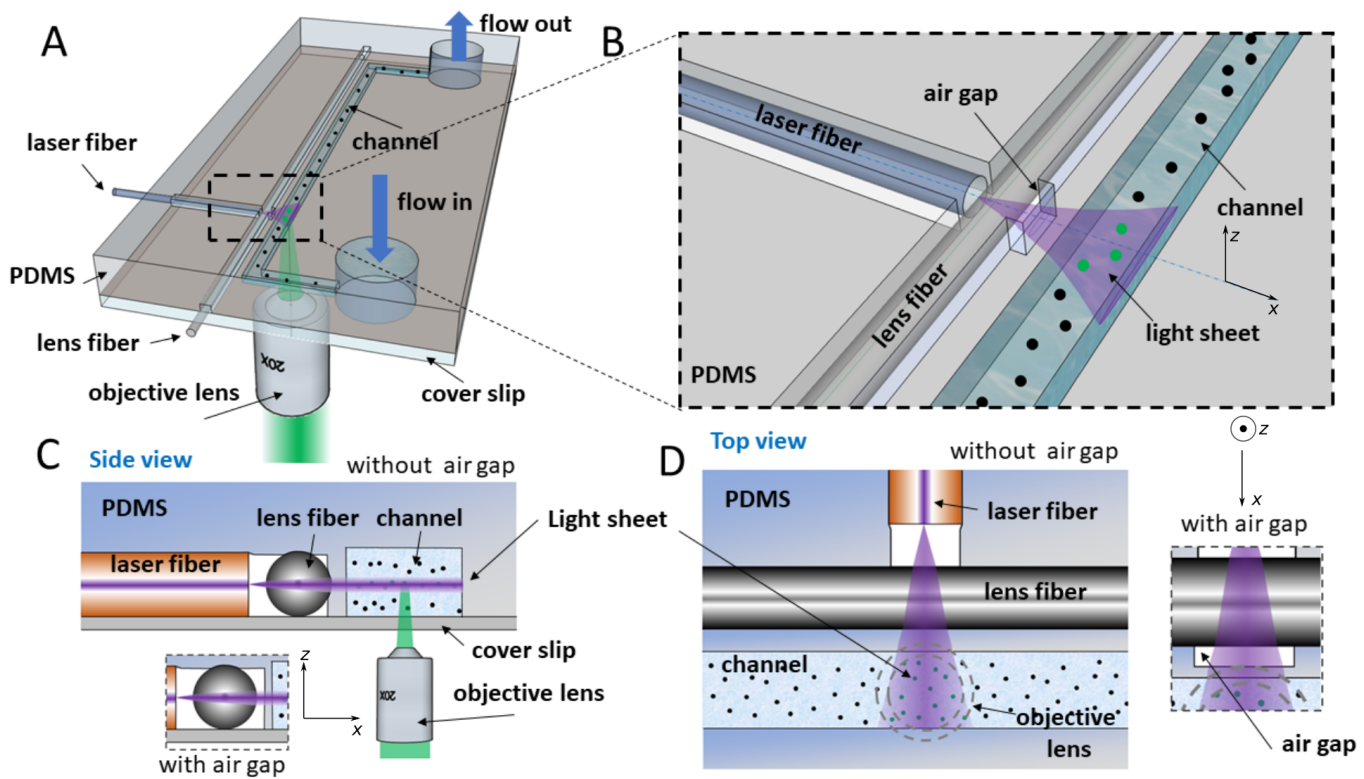 A
flow out
laser fiber
channel
flow in
PDMS
lens fiber
20X
objective lens
cover slip
B
air gap
laser fiber
channel
z
x
lens fiber
light sheet
PDMS
C
Side view
without air gap
PDMS
lens fiber
channel
Light sheet
laser fiber
cover slip
z
objective lens
20X
x
with air gap
D
Top view
without air gap
PDMS
laser fiber
lens fiber
channel
objective
lens
z
x
with air gap
air gap